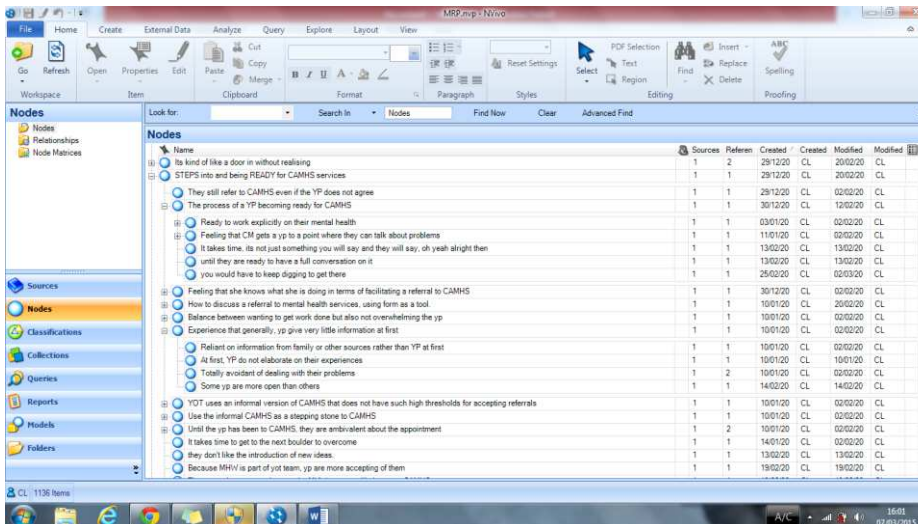 MRP.nvp - NVivo
File Home Create External Data Analyze Query Explore Layout View
Go Refresh Open Properties Edit Paste Cut Copy Merge Reset Settings Select PDF Selection Text Region Find Insert Replace Delete ABC Spelling
Workspace Item Clipboard Format Paragraph Styles Editing Proofing
Nodes
Nodes
Relationships
Node Matrices
Sources
Nodes
Classifications
Collections
Queries
Reports
Models
Folders
Look for: Search In Nodes Find Now Clear Advanced Find
Nodes
Name Sources Referen Created Created Modified Modified
Its kind of like a door in without realising 1 2 29/12/20 CL 20/02/20 CL
STEPS into and being READY for CAMHS services 1 1 29/12/20 CL 20/02/20 CL
They still refer to CAMHS even if the YP does not agree 1 1 29/12/20 CL 02/02/20 CL
The process of a YP becoming ready for CAMHS 1 1 30/12/20 CL 12/02/20 CL
Ready to work explicitly on their mental health 1 1 03/01/20 CL 02/02/20 CL
Feeling that CM gets a yp to a point where they can talk about problems 1 1 11/01/20 CL 02/02/20 CL
It takes time, its not just something you will say and they will say, oh yeah alright then 1 1 13/02/20 CL 13/02/20 CL
until they are ready to have a full conversation on it 1 1 13/02/20 CL 13/02/20 CL
you would have to keep digging to get there 1 1 25/02/20 CL 02/03/20 CL
Feeling that she knows what she is doing in terms of facilitating a referral to CAMHS 1 1 30/12/20 CL 02/02/20 CL
How to discuss a referral to mental health services, using form as a tool. 1 1 10/01/20 CL 20/02/20 CL
Balance between wanting to get work done but also not overwhelming the yp 1 1 10/01/20 CL 02/02/20 CL
Experience that generally, yp give very little information at first 1 1 10/01/20 CL 02/02/20 CL
Reliant on information from family or other sources rather than YP at first 1 1 10/01/20 CL 02/02/20 CL
At first, YP do not elaborate on their experiences 1 1 10/01/20 CL 10/01/20 CL
Totally avoidant of dealing with their problems 1 2 10/01/20 CL 02/02/20 CL
Some yp are more open than others 1 1 14/02/20 CL 14/02/20 CL
YOT uses an informal version of CAMHS that does not have such high thresholds for accepting referrals 1 1 10/01/20 CL 02/02/20 CL
Use the informal CAMHS as a stepping stone to CAMHS 1 1 10/01/20 CL 02/02/20 CL
Until the yp has been to CAMHS, they are ambivalent about the appointment 1 2 10/01/20 CL 02/02/20 CL
It takes time to get to the next boulder to overcome 1 1 14/01/20 CL 02/02/20 CL
they don't like the introduction of new ideas. 1 1 13/02/20 CL 13/02/20 CL
Because MHW is part of yot team, yp are more accepting of them 1 1 19/02/20 CL 19/02/20 CL
CL 1136 Items
A/C 16:01
02/03/2015